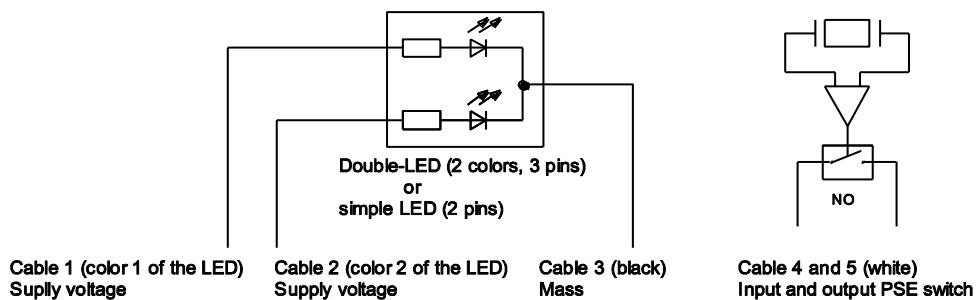 Double-LED (2 colors, 3 pins)
or
simple LED (2 pins)
NO
Cable 1 (color 1 of the LED)
Suplly voltage
Cable 2 (color 2 of the LED)
Supply voltage
Cable 3 (black)
Mass
Cable 4 and 5 (white)
Input and output PSE switch